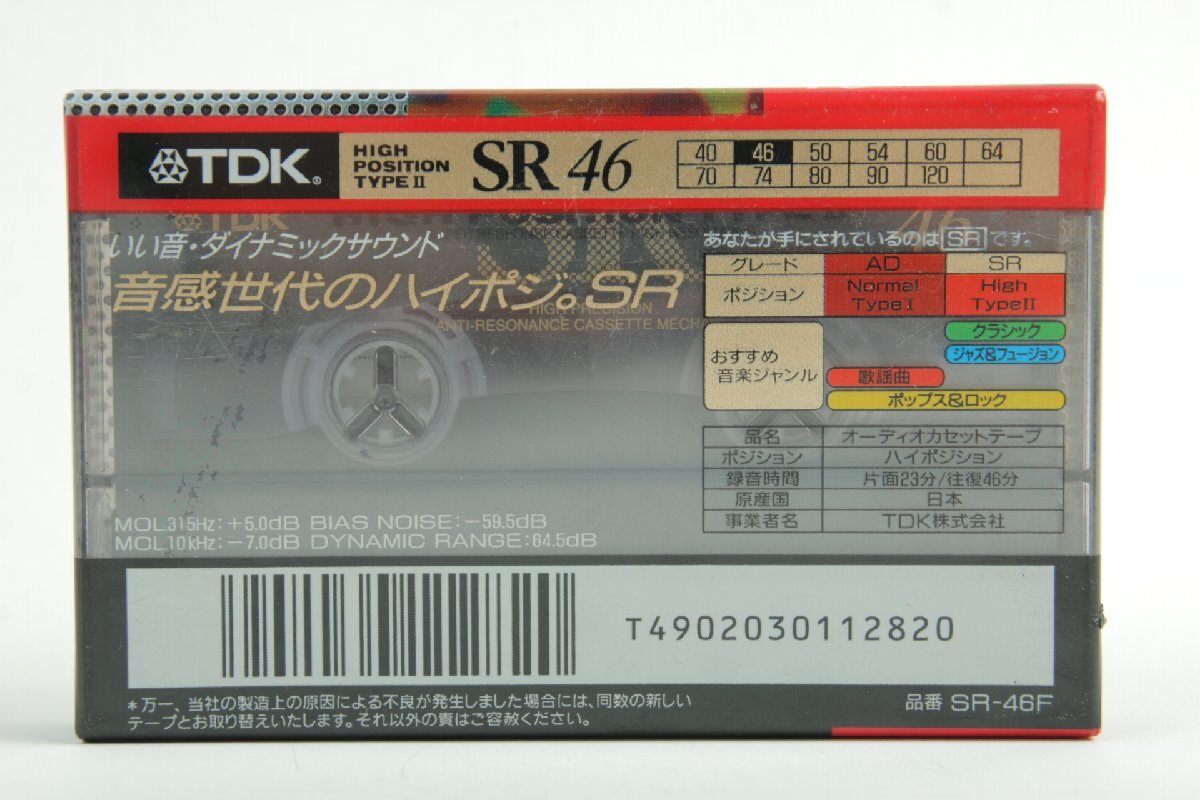 TDK®
HIGH
POSITION
TYPE II
SR 46
40 46 50 54 60 64
70 74 80 90 120
いい音・ダイナミックサウンド
音感世代のハイポジ。SR
HIGH PRECISION
ANTI-RESONANCE CASSETTE MECHA
あなたが手にされているのは SR です。
グレード AD SR
ポジション Normal Type I High Type II
おすすめ
音楽ジャンル
クラシック
ジャズ&フュージョン
歌謡曲
ポップス&ロック
品名 オーディオカセットテープ
ポジション ハイポジション
録音時間 片面23分/往復46分
原産国 日本
事業者名 TDK株式会社
MOL315Hz:+5.0dB BIAS NOISE:-59.5dB
MOL10kHz:-7.0dB DYNAMIC RANGE:64.5dB
T4902030112820
*万一、当社の製造上の原因による不良が発生しました場合には、同数の新しい
テープとお取り替えいたします。それ以外の責はご容赦ください。
品番 SR-46F